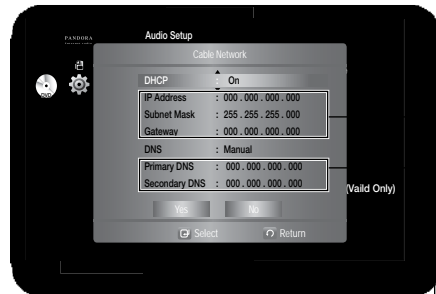 PANDORA
Audio Setup
Cable Network
DHCP : On
IP Address : 000 . 000 . 000 . 000
Subnet Mask : 255 . 255 . 255 . 000
Gateway : 000 . 000 . 000 . 000
DNS : Manual
Primary DNS : 000 . 000 . 000 . 000
Secondary DNS : 000 . 000 . 000 . 000
(Vaild Only)
Yes No
Select Return
DVD